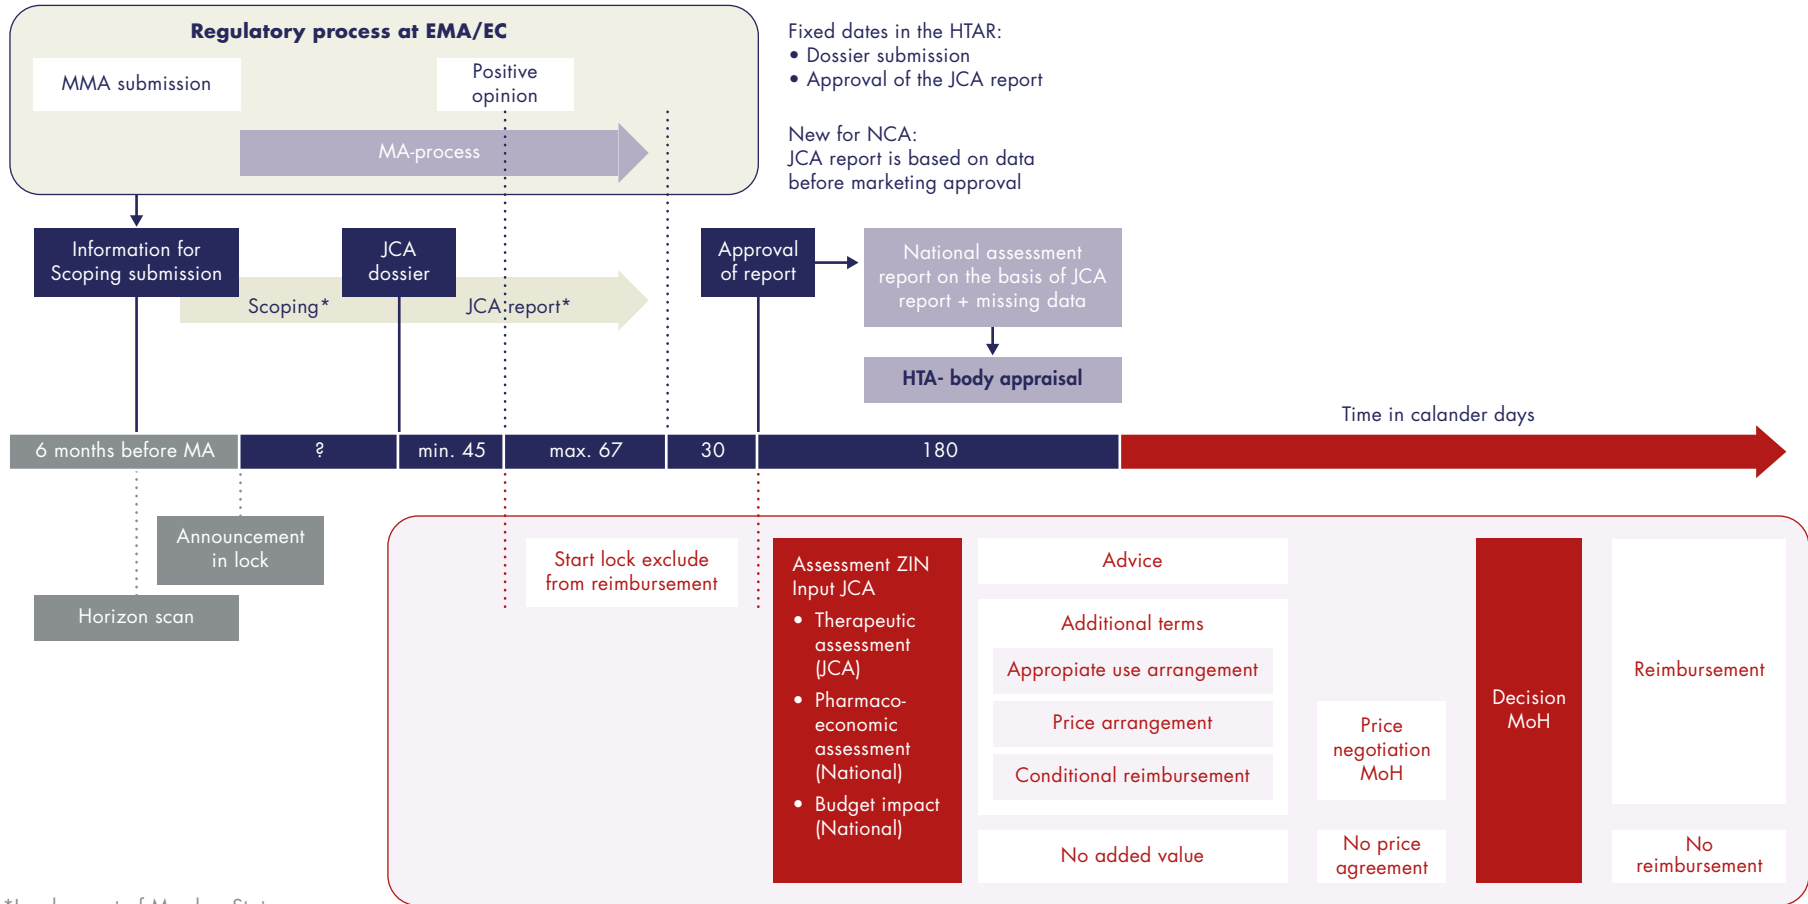 Regulatory process at EMA/EC
MMA submission
Positive
opinion
MA-process
Fixed dates in the HTAR:
• Dossier submission
• Approval of the JCA report
New for NCA:
JCA report is based on data
before marketing approval
Information for
Scoping submission
JCA
dossier
Approval
of report
National assessment
report on the basis of JCA
report + missing data
Scoping*
JCA report*
HTA- body appraisal
Time in calander days
6 months before MA
?
min. 45
max. 67
30
180
Announcement
in lock
Horizon scan
Start lock exclude
from reimbursement
Assessment ZIN
Input JCA
• Therapeutic
assessment
(JCA)
• Pharmaco-
economic
assessment
(National)
• Budget impact
(National)
Advice
Additional terms
Appropiate use arrangement
Price arrangement
Conditional reimbursement
No added value
Price
negotiation
MoH
No price
agreement
Decision
MoH
Reimbursement
No
reimbursement